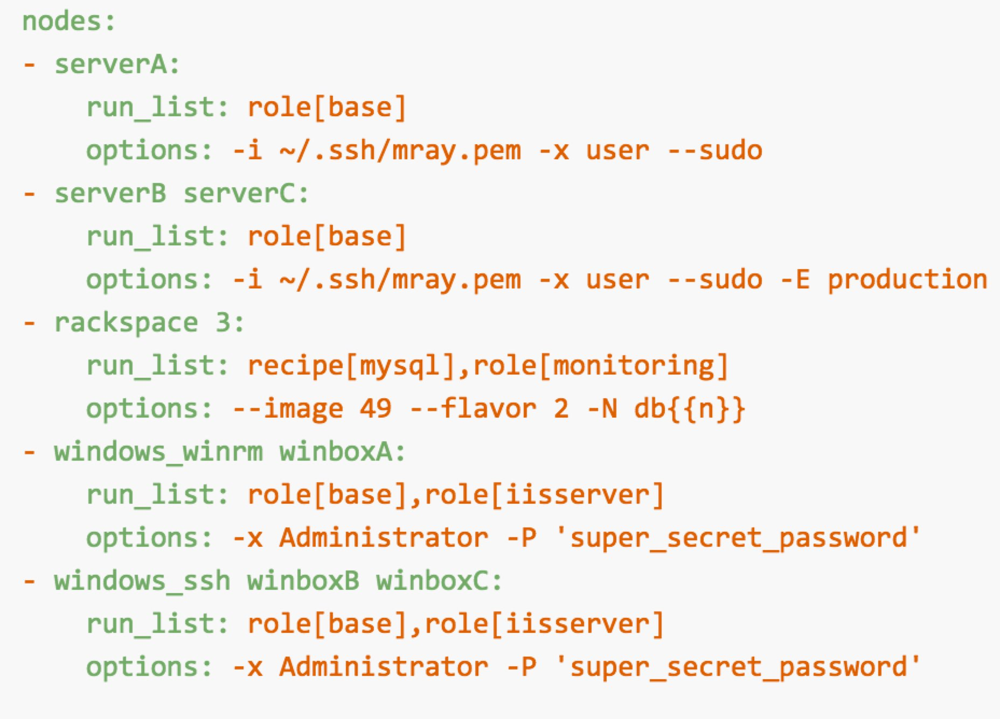 nodes:
- serverA:
    run_list: role[base]
    options: -i ~/.ssh/mray.pem -x user --sudo
- serverB serverC:
    run_list: role[base]
    options: -i ~/.ssh/mray.pem -x user --sudo -E production
- rackspace 3:
    run_list: recipe[mysql],role[monitoring]
    options: --image 49 --flavor 2 -N db{{n}}
- windows_winrm winboxA:
    run_list: role[base],role[iisserver]
    options: -x Administrator -P 'super_secret_password'
- windows_ssh winboxB winboxC:
    run_list: role[base],role[iisserver]
    options: -x Administrator -P 'super_secret_password'